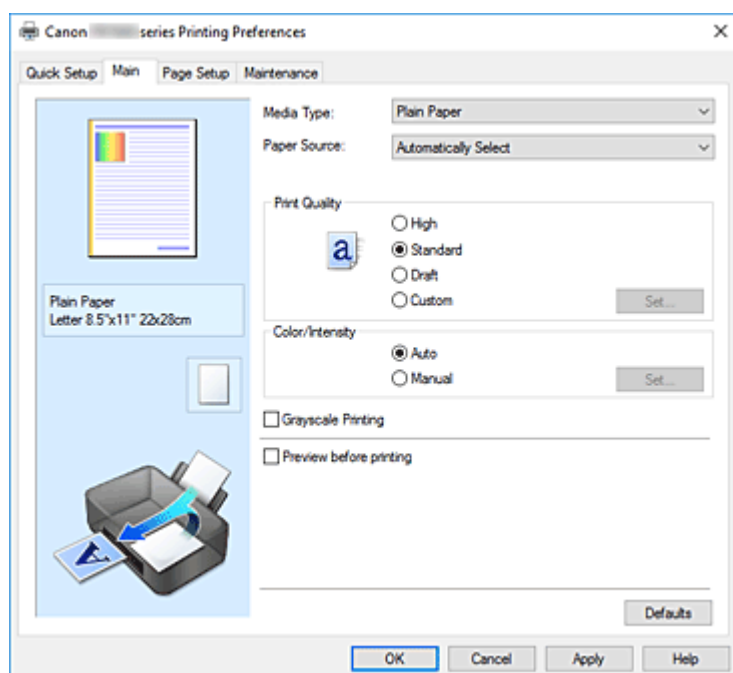 Canon series Printing Preferences
Quick Setup Main Page Setup Maintenance
Media Type: Plain Paper
Paper Source: Automatically Select
Print Quality
a
High
Standard
Draft
Custom Set...
Plain Paper
Letter 8.5"x11" 22x28cm
Color/Intensity
Auto
Manual Set...
Grayscale Printing
Preview before printing
A
Defaults
OK Cancel Apply Help